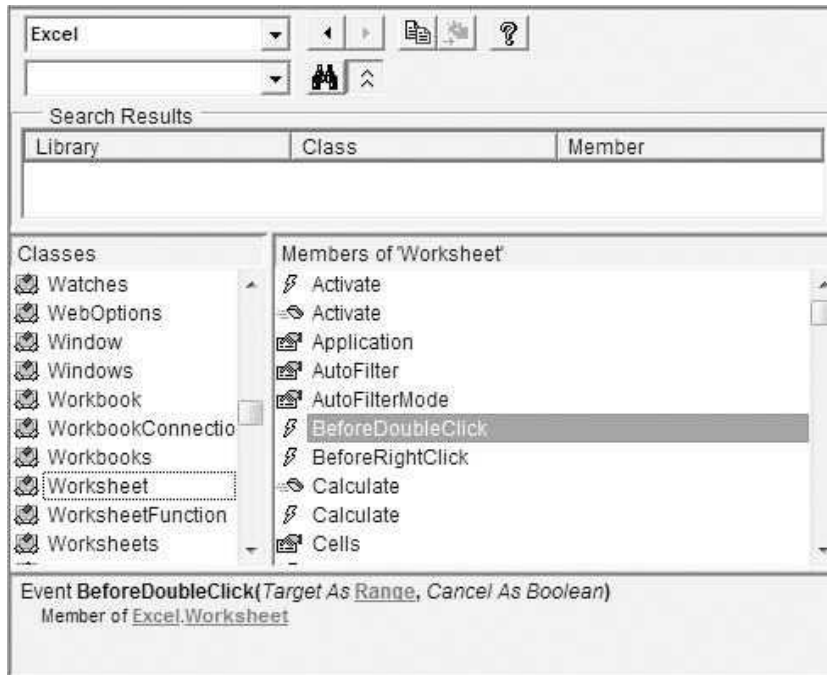 Excel
Search Results
Library Class Member
Classes
Watches
WebOptions
Window
Windows
Workbook
WorkbookConnectio
Workbooks
Worksheet
WorksheetFunction
Worksheets
Members of 'Worksheet'
Activate
Activate
Application
AutoFilter
AutoFilterMode
BeforeDoubleClick
BeforeRightClick
Calculate
Calculate
Cells
Event BeforeDoubleClick(Target As Range, Cancel As Boolean)
Member of Excel.Worksheet